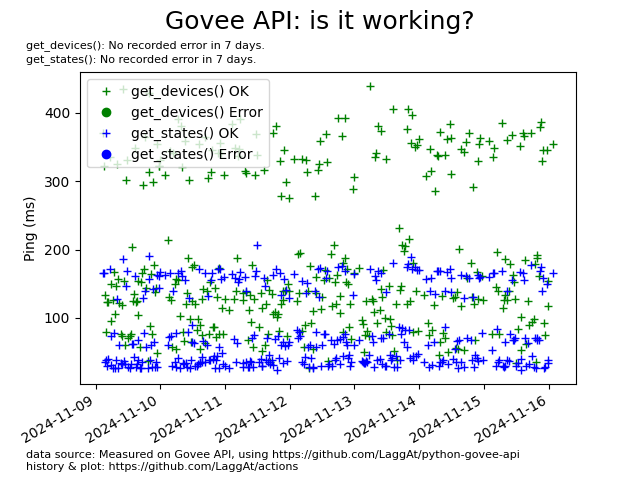 Govee API: is it working?
get_devices(): No recorded error in 7 days.
get_states(): No recorded error in 7 days.
get_devices() OK
get_devices() Error
get_states() OK
get_states() Error
Ping (ms)
400
300
200
100
2024-11-09
2024-11-10
2024-11-11
2024-11-12
2024-11-13
2024-11-14
2024-11-15
2024-11-16
data source: Measured on Govee API, using https://github.com/LaggAt/python-govee-api
history & plot: https://github.com/LaggAt/actions